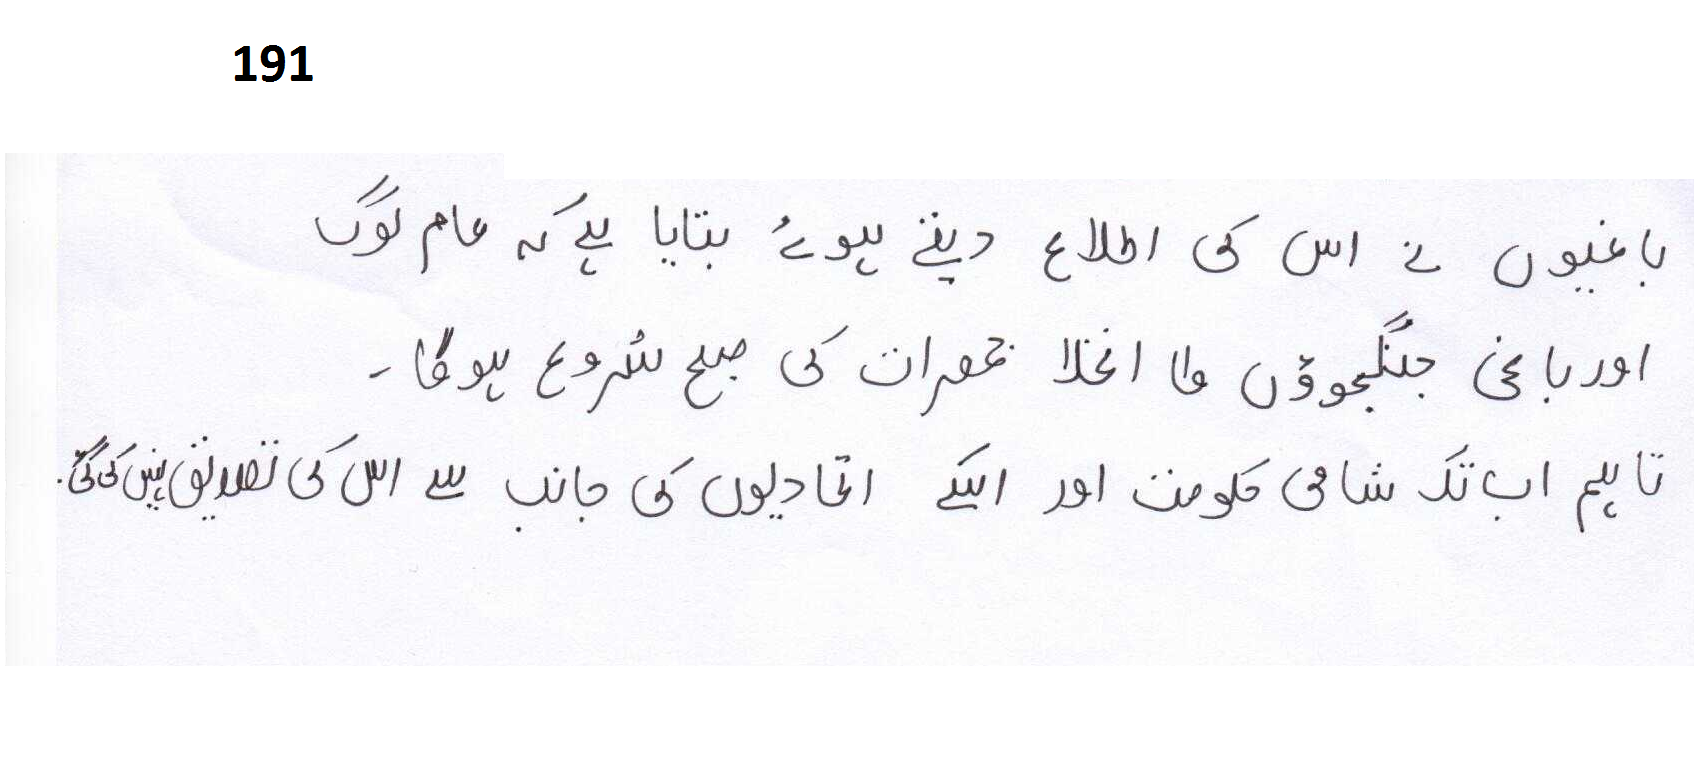 191
باغیوں نے اس کی اطلاع دیتے ہوئے بتایا ہے کہ عام لوگ
اور باغی جنگجوؤں کا انخلا جمعرات کی صبح شروع ہوگا۔
تاہم اب تک شامی حکومت اور اسکے اتحادیوں کی جانب سے اس کی تصدیق نہیں کی گئی.